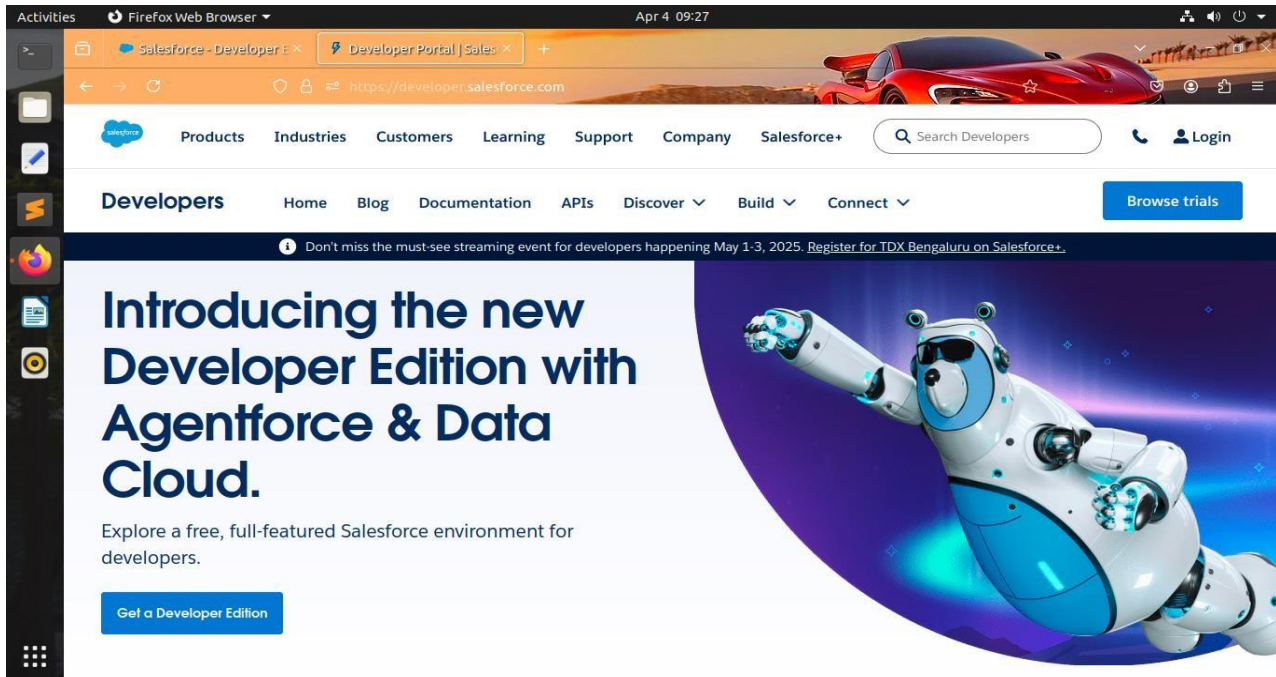 Activities Firefox Web Browser Apr 4 09:27
Salesforce - Developer E Developer Portal | Sales
https://developer.salesforce.com
salesforce Products Industries Customers Learning Support Company Salesforce+ Search Developers Login
Developers Home Blog Documentation APIs Discover Build Connect Browse trials
Don't miss the must-see streaming event for developers happening May 1-3, 2025. Register for TDX Bengaluru on Salesforce+.
Introducing the new
Developer Edition with
Agentforce & Data
Cloud.
Explore a free, full-featured Salesforce environment for
developers.
Get a Developer Edition